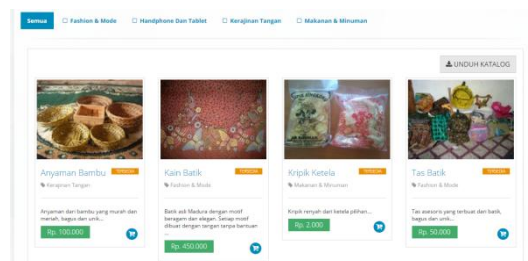 Semua
Fashion & Mode
Handphone Dan Tablet
Kerajinan Tangan
Makanan & Minuman
UNDUH KATALOG
Anyaman Bambu TERSEDIA
Kerajinan Tangan
Anyaman dari bambu yang murah dan
meriah, bagus dan unik...
Rp. 100.000
Kain Batik TERSEDIA
Fashion & Mode
Batik asli Madura dengan motif
beragam dan elegan. Setiap motif
dibuat dengan tangan tanpa bantuan
...
Rp. 450.000
Kripik Ketela TERSEDIA
Makanan & Minuman
Kripik renyah dari ketela pilihan...
Rp. 2.000
Tas Batik TERSEDIA
Fashion & Mode
Tas asesoris yang terbuat dari batik,
bagus dan unik...
Rp. 50.000